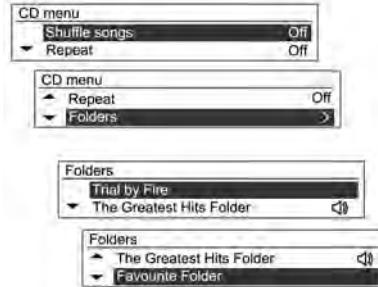 CD menu
Shuffle songs Off
Repeat Off
CD menu
Repeat Off
Folders
Folders
Trial by Fire
The Greatest Hits Folder
Folders
The Greatest Hits Folder
Favourite Folder